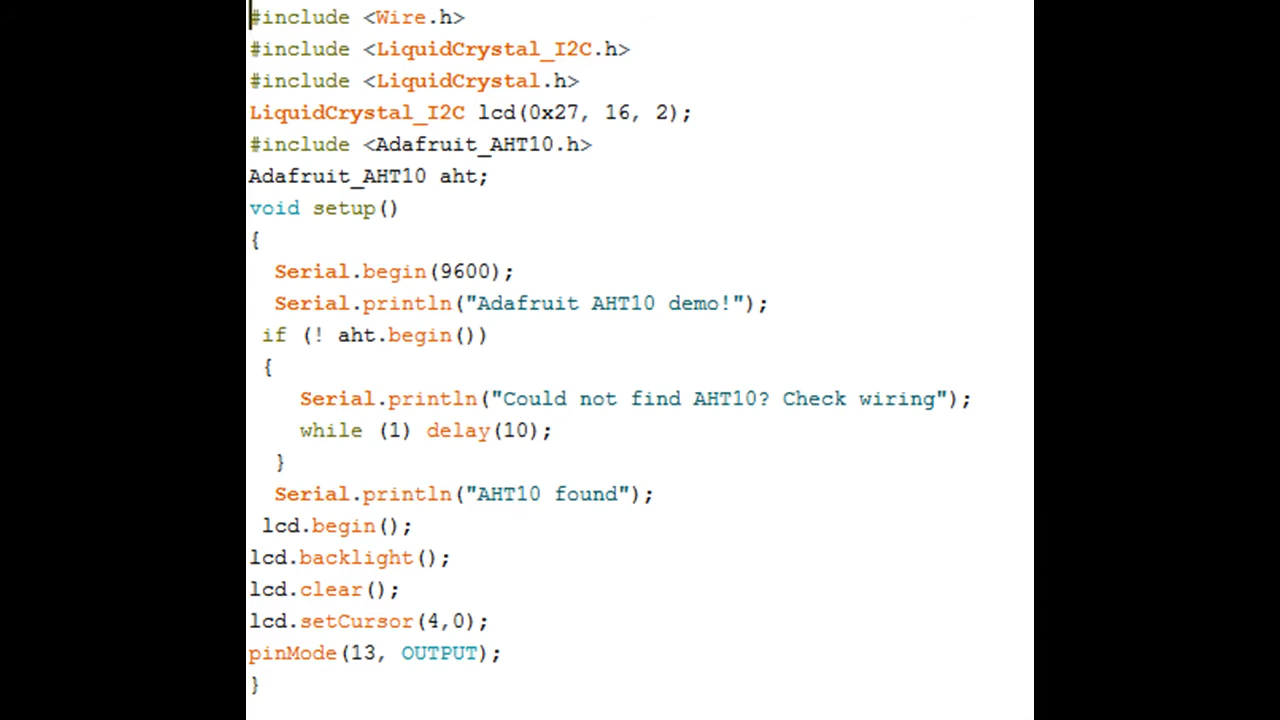 #include <Wire.h>
#include <LiquidCrystal_I2C.h>
#include <LiquidCrystal.h>
LiquidCrystal_I2C lcd(0x27, 16, 2);
#include <Adafruit_AHT10.h>
Adafruit_AHT10 aht;
void setup()
{
  Serial.begin(9600);
  Serial.println("Adafruit AHT10 demo!");
 if (! aht.begin())
 {
    Serial.println("Could not find AHT10? Check wiring");
    while (1) delay(10);
  }
  Serial.println("AHT10 found");
 lcd.begin();
lcd.backlight();
lcd.clear();
lcd.setCursor(4,0);
pinMode(13, OUTPUT);
}